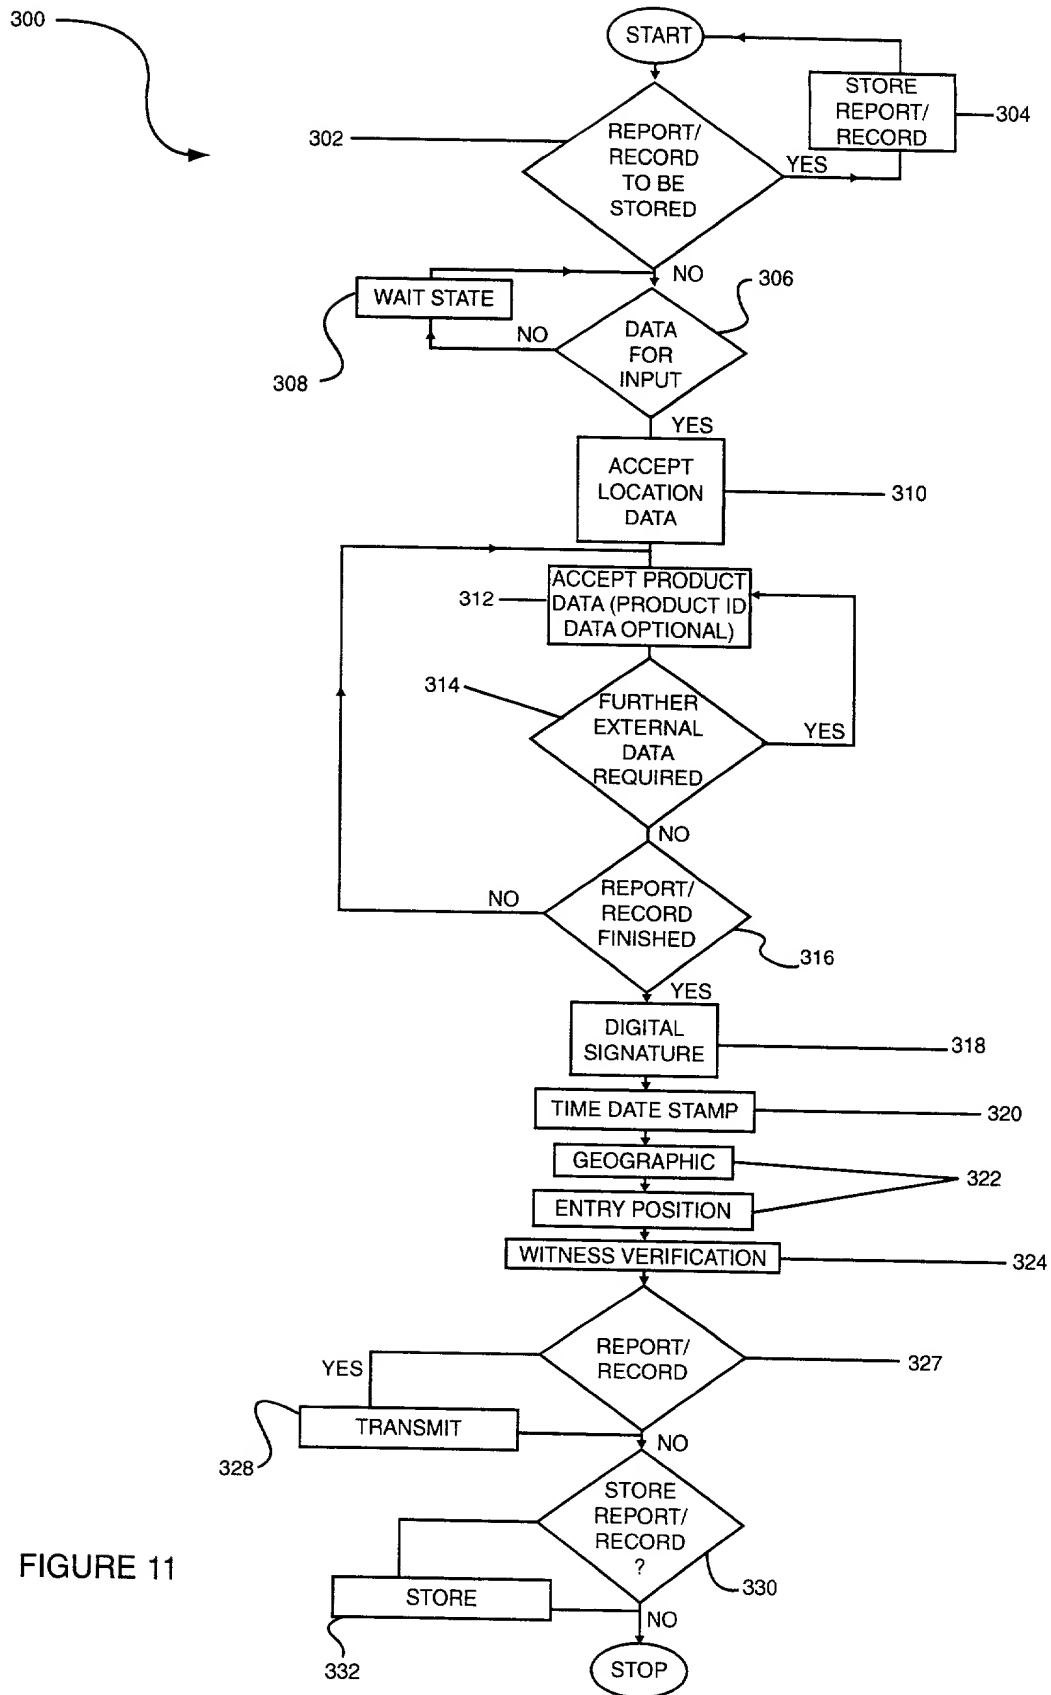 300
START
STORE
REPORT/
RECORD
304
302
REPORT/
RECORD
TO BE
STORED
YES
NO
306
WAIT STATE
308
NO
DATA
FOR
INPUT
YES
ACCEPT
LOCATION
DATA
310
312
ACCEPT PRODUCT
DATA (PRODUCT ID
DATA OPTIONAL)
314
FURTHER
EXTERNAL
DATA
REQUIRED
YES
NO
NO
REPORT/
RECORD
FINISHED
316
YES
DIGITAL
SIGNATURE
318
TIME DATE STAMP
320
GEOGRAPHIC
322
ENTRY POSITION
WITNESS VERIFICATION
324
REPORT/
RECORD
327
YES
TRANSMIT
328
NO
STORE
REPORT/
RECORD
?
330
STORE
332
NO
STOP
FIGURE 11